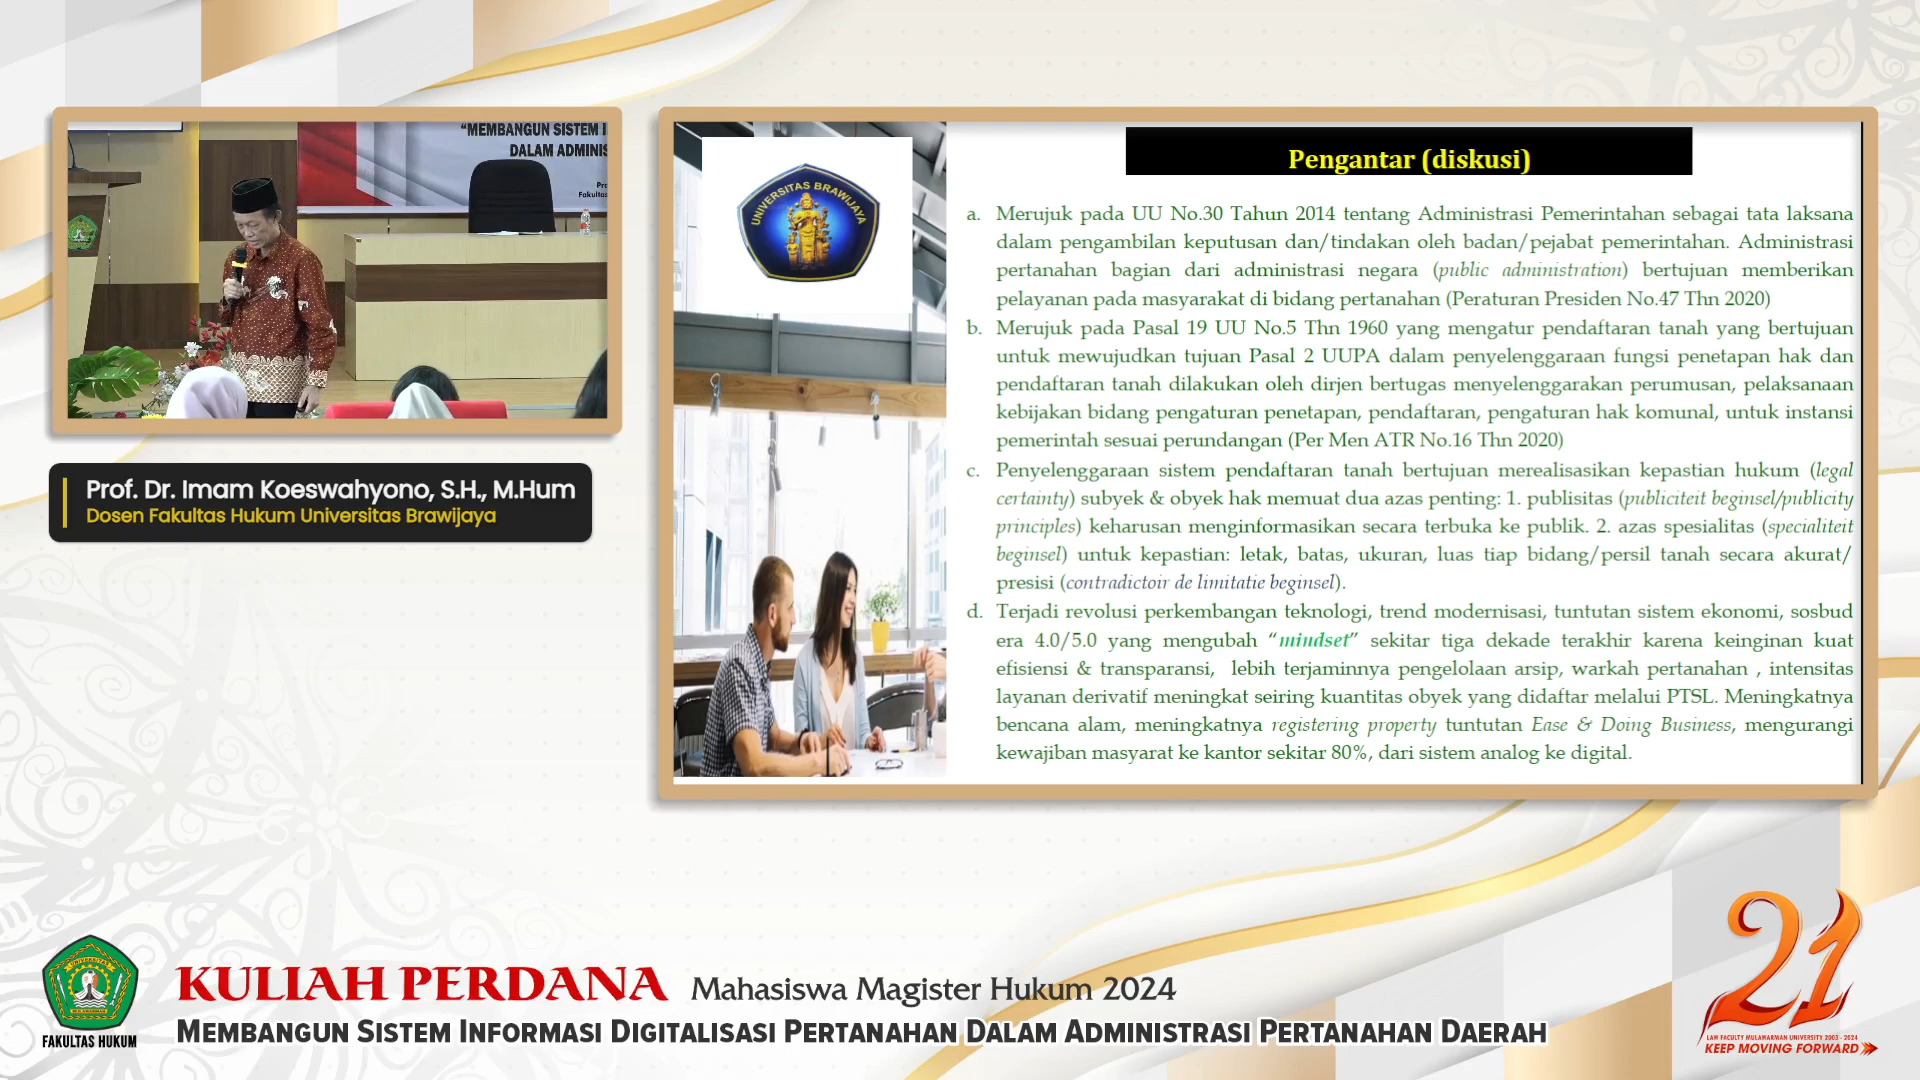 "MEMBANGUN SISTEM I
DALAM ADMINIS
Pengantar (diskusi)
UNIVERSITAS BRAWIJAYA
a. Merujuk pada UU No.30 Tahun 2014 tentang Administrasi Pemerintahan sebagai tata laksana
dalam pengambilan keputusan dan/tindakan oleh badan/pejabat pemerintahan. Administrasi
pertanahan bagian dari administrasi negara (public administration) bertujuan memberikan
pelayanan pada masyarakat di bidang pertanahan (Peraturan Presiden No.47 Thn 2020)
b. Merujuk pada Pasal 19 UU No.5 Thn 1960 yang mengatur pendaftaran tanah yang bertujuan
untuk mewujudkan tujuan Pasal 2 UUPA dalam penyelenggaraan fungsi penetapan hak dan
pendaftaran tanah dilakukan oleh dirjen bertugas menyelenggarakan perumusan, pelaksanaan
kebijakan bidang pengaturan penetapan, pendaftaran, pengaturan hak komunal, untuk instansi
pemerintah sesuai perundangan (Per Men ATR No.16 Thn 2020)
c. Penyelenggaraan sistem pendaftaran tanah bertujuan merealisasikan kepastian hukum (legal
certainty) subyek & obyek hak memuat dua azas penting: 1. publisitas (publiciteit beginsel/publicity
principles) keharusan menginformasikan secara terbuka ke publik. 2. azas spesialitas (specialiteit
beginsel) untuk kepastian: letak, batas, ukuran, luas tiap bidang/persil tanah secara akurat/
presisi (contradictoir de limitatie beginsel).
d. Terjadi revolusi perkembangan teknologi, trend modernisasi, tuntutan sistem ekonomi, sosbud
era 4.0/5.0 yang mengubah "mindset" sekitar tiga dekade terakhir karena keinginan kuat
efisiensi & transparansi, lebih terjaminnya pengelolaan arsip, warkah pertanahan , intensitas
layanan derivatif meningkat seiring kuantitas obyek yang didaftar melalui PTSL. Meningkatnya
bencana alam, meningkatnya registering property tuntutan Ease & Doing Business, mengurangi
kewajiban masyarat ke kantor sekitar 80%, dari sistem analog ke digital.
Prof. Dr. Imam Koeswahyono, S.H., M.Hum
Dosen Fakultas Hukum Universitas Brawijaya
FAKULTAS HUKUM
KULIAH PERDANA Mahasiswa Magister Hukum 2024
MEMBANGUN SISTEM INFORMASI DIGITALISASI PERTANAHAN DALAM ADMINISTRASI PERTANAHAN DAERAH
21
LAW FACULTY MULAWARMAN UNIVERSITY 2003 - 2024
KEEP MOVING FORWARD